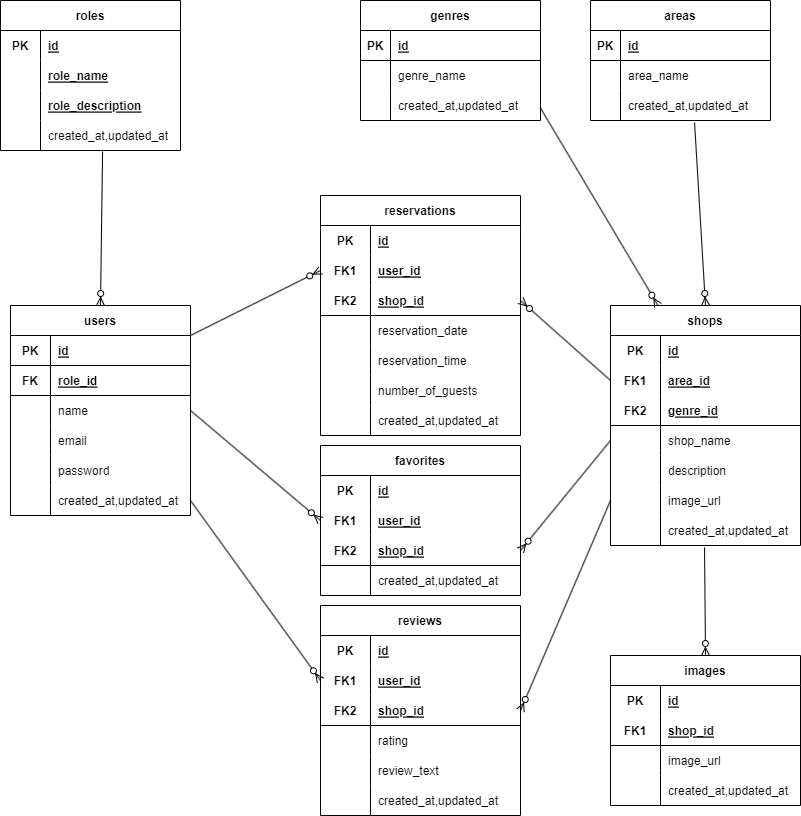 roles
PK id
role_name
role_description
created_at,updated_at
genres
PK id
genre_name
created_at,updated_at
areas
PK id
area_name
created_at,updated_at
reservations
PK id
FK1 user_id
FK2 shop_id
reservation_date
reservation_time
number_of_guests
created_at,updated_at
users
PK id
FK role_id
name
email
password
created_at,updated_at
shops
PK id
FK1 area_id
FK2 genre_id
shop_name
description
image_url
created_at,updated_at
favorites
PK id
FK1 user_id
FK2 shop_id
created_at,updated_at
reviews
PK id
FK1 user_id
FK2 shop_id
rating
review_text
created_at,updated_at
images
PK id
FK1 shop_id
image_url
created_at,updated_at